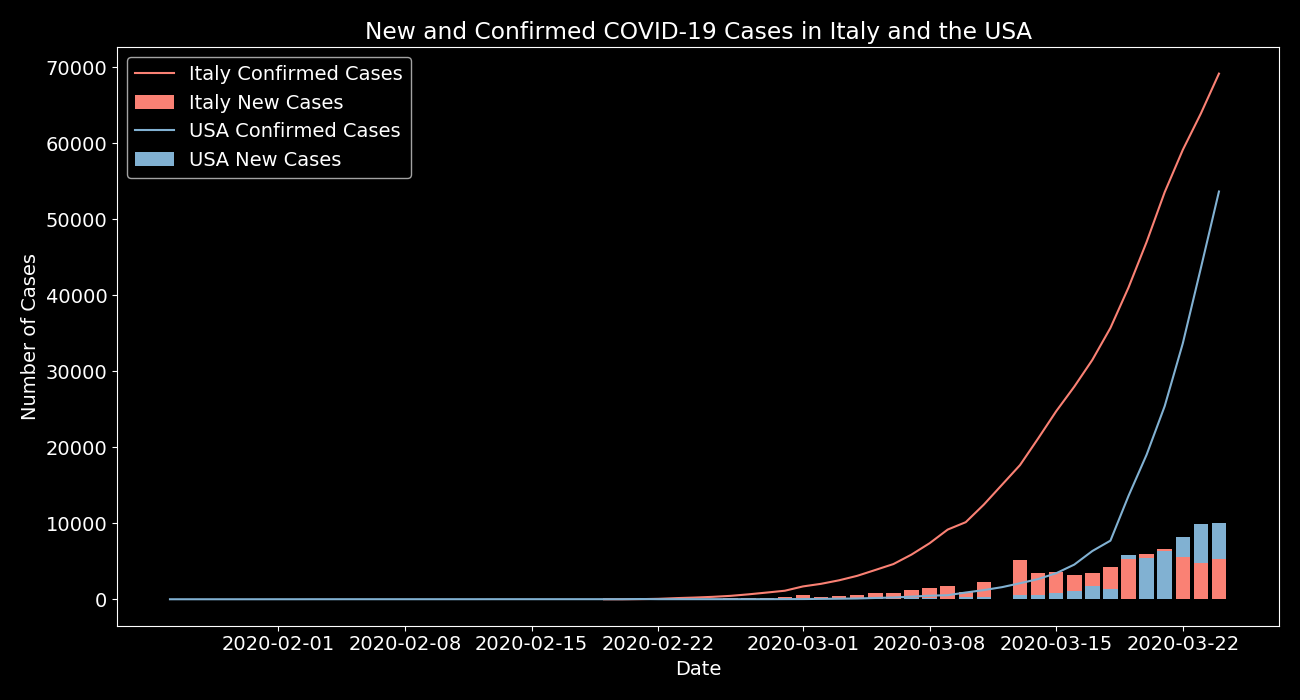 New and Confirmed COVID-19 Cases in Italy and the USA
Italy Confirmed Cases
Italy New Cases
USA Confirmed Cases
USA New Cases
Number of Cases
70000
60000
50000
40000
30000
20000
10000
0
2020-02-01 2020-02-08 2020-02-15 2020-02-22 2020-03-01 2020-03-08 2020-03-15 2020-03-22
Date